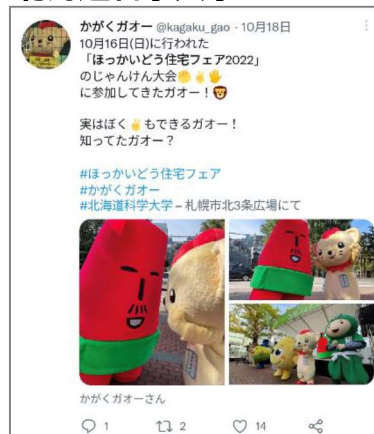 かがくガオー @kagaku_gao・10月18日
10月16日(日)に行われた
「ほっかいどう住宅フェア2022」
のじゃんけん大会✊✌🖐
に参加してきたガオー！🦁
実はぼく✌もできるガオー！
知ってたガオー？
#ほっかいどう住宅フェア
#かがくガオー
#北海道科学大学 – 札幌市北3条広場にて
かがくガオーさん
1 2 14